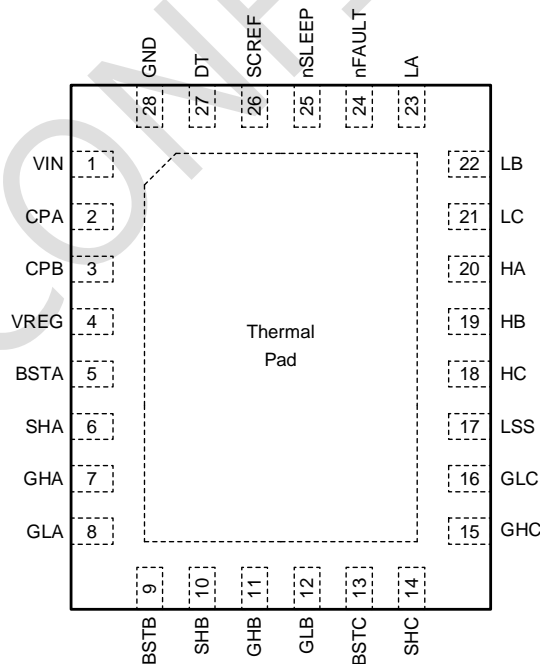 GND DT SCREF nSLEEP nFAULT LA
28 27 26 25 24 23
VIN 1 22 LB
CPA 2 21 LC
CPB 3 20 HA
VREG 4 19 HB
BSTA 5 18 HC
SHA 6 17 LSS
GHA 7 16 GLC
GLA 8 15 GHC
Thermal
Pad
9 10 11 12 13 14
BSTB SHB GHB GLB BSTC SHC